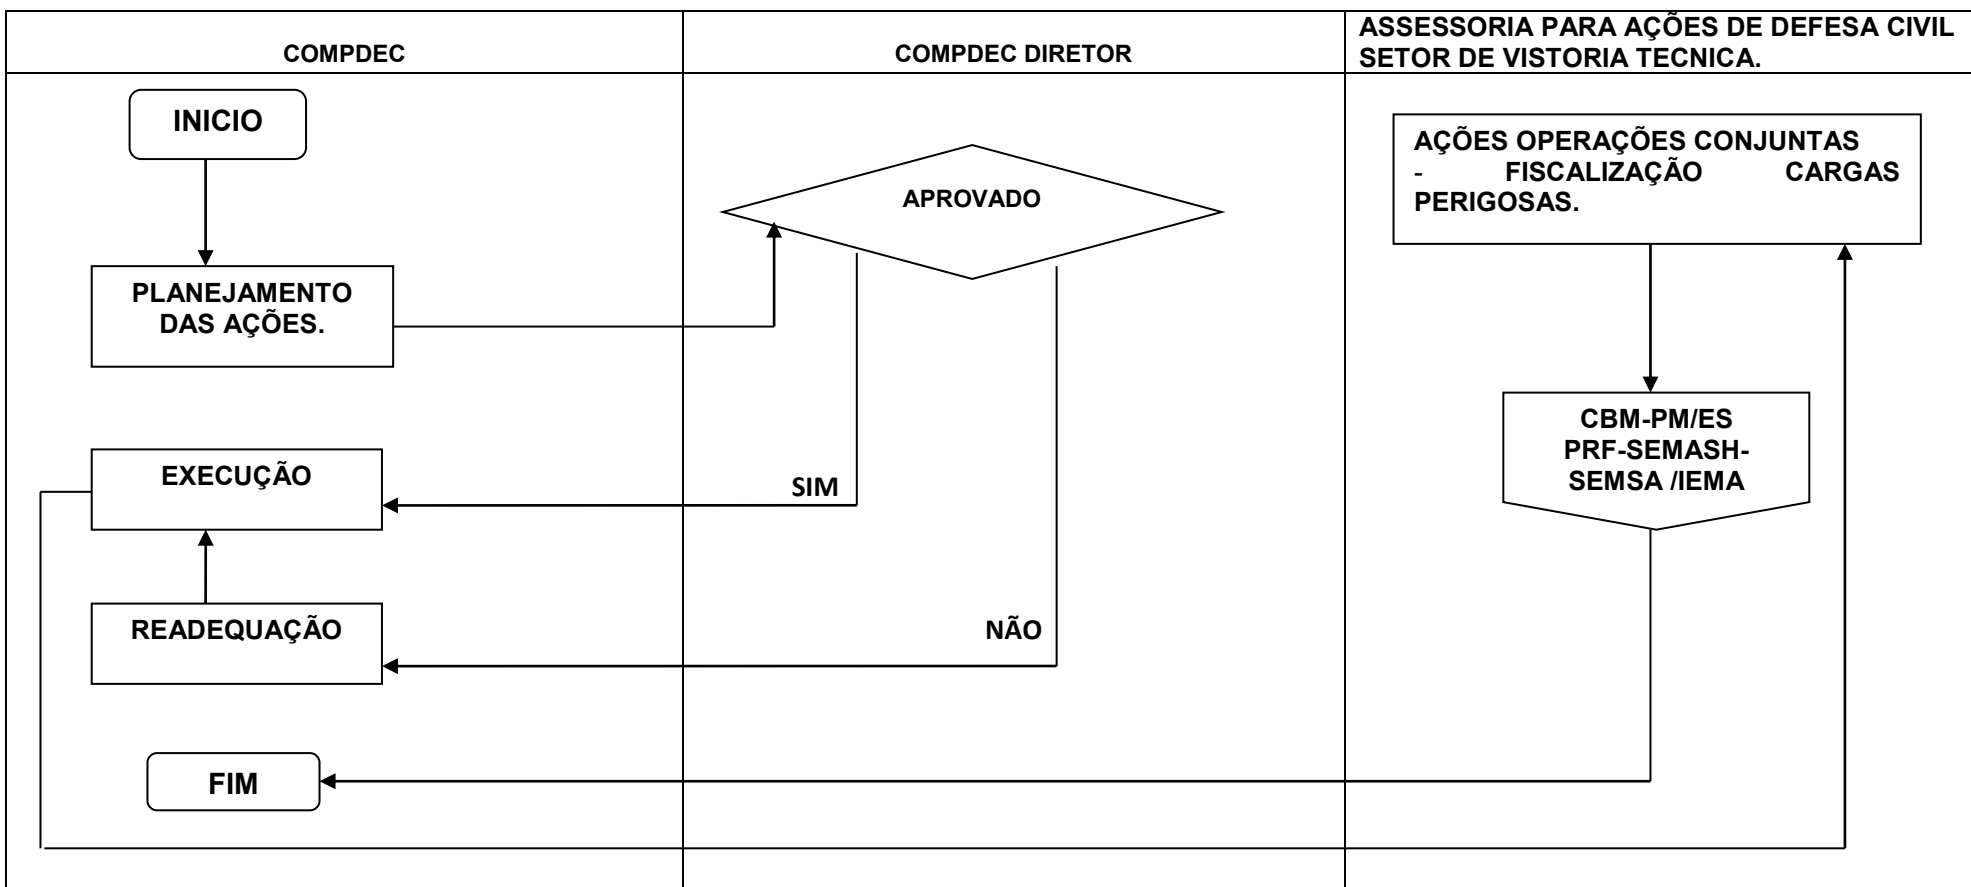 COMPDEC
COMPDEC DIRETOR
ASSESSORIA PARA AÇÕES DE DEFESA CIVIL
SETOR DE VISTORIA TECNICA.
INICIO
PLANEJAMENTO
DAS AÇÕES.
EXECUÇÃO
READEQUAÇÃO
FIM
APROVADO
SIM
NÃO
AÇÕES OPERAÇÕES CONJUNTAS
- FISCALIZAÇÃO CARGAS
PERIGOSAS.
CBM-PM/ES
PRF-SEMASH-
SEMSA /IEMA